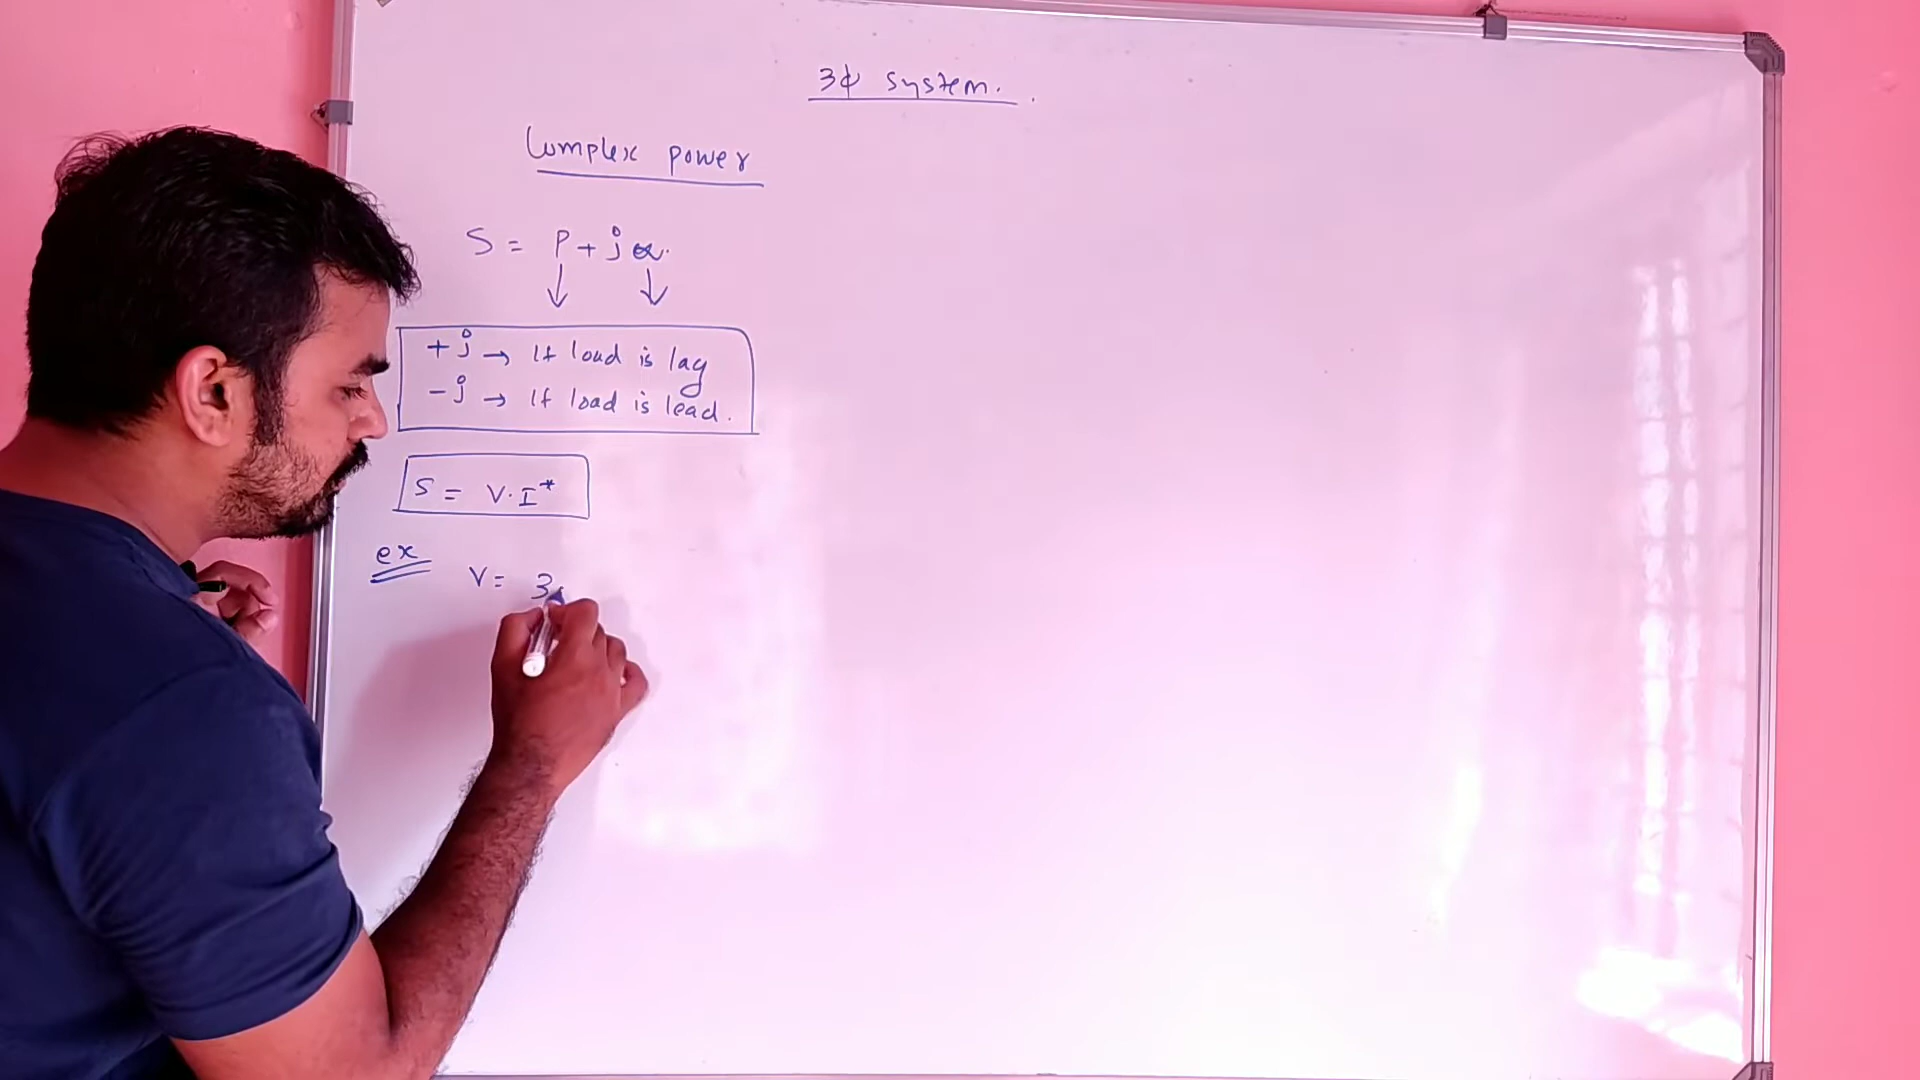 3ϕ system.
Complex power
S = P + jQ.
+j → If load is lag
-j → If load is lead.
S = V·I*
ex
V = 3